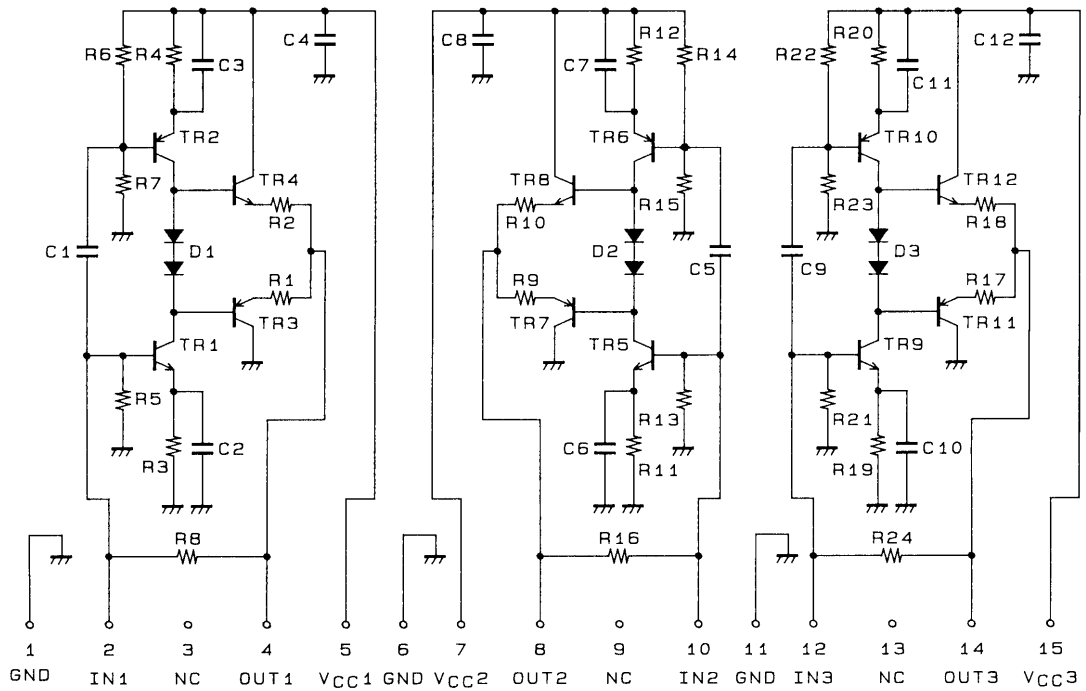 R6 R4 C3 C4 C8 C7 R12 R14 R22 R20 C11 C12
TR2 TR6 TR10
R7 TR4 TR8 R15 R23 TR12
R2 R10 R18
C1 D1 D2 C5 C9 D3
R1 R9 R17
TR3 TR7 TR11
TR1 TR5 TR9
R5 R13 R21
R3 C2 C6 R11 R19 C10
R8 R16 R24
1 2 3 4 5 6 7 8 9 10 11 12 13 14 15
GND IN1 NC OUT1 VCC1 GND VCC2 OUT2 NC IN2 GND IN3 NC OUT3 VCC3